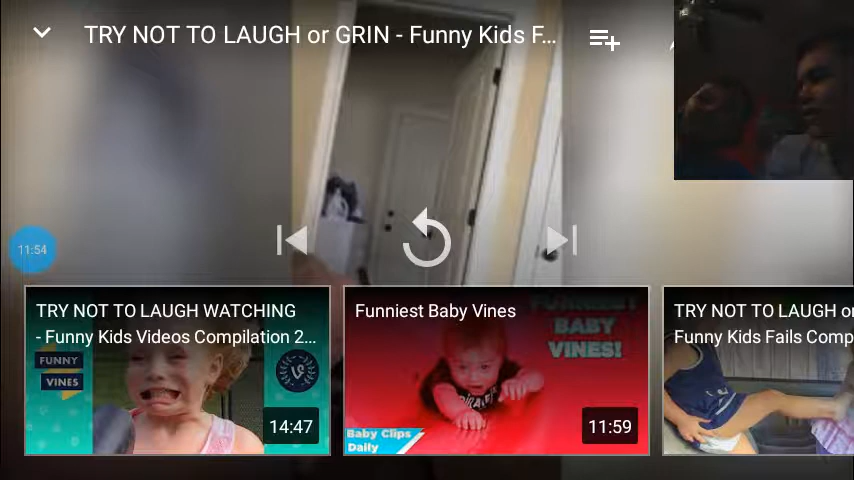 TRY NOT TO LAUGH or GRIN - Funny Kids F...
11:54
TRY NOT TO LAUGH WATCHING
- Funny Kids Videos Compilation 2...
FUNNY
VINES
14:47
Funniest Baby Vines
FUNNIEST
BABY
VINES!
Baby Clips
Daily
11:59
TRY NOT TO LAUGH or
Funny Kids Fails Comp